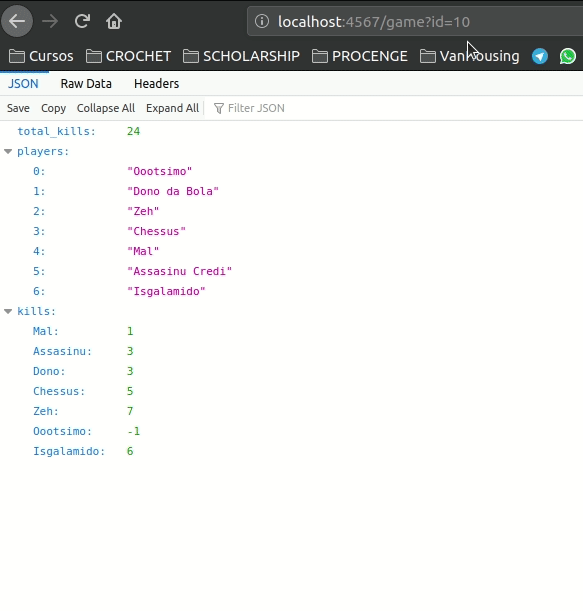 localhost:4567/game?id=10
Cursos CROCHET SCHOLARSHIP PROCENGE VanHousing
JSON Raw Data Headers
Save Copy Collapse All Expand All Filter JSON
total_kills: 24
players:
0: "Oootsimo"
1: "Dono da Bola"
2: "Zeh"
3: "Chessus"
4: "Mal"
5: "Assasinu Credi"
6: "Isgalamido"
kills:
Mal: 1
Assasinu: 3
Dono: 3
Chessus: 5
Zeh: 7
Oootsimo: -1
Isgalamido: 6